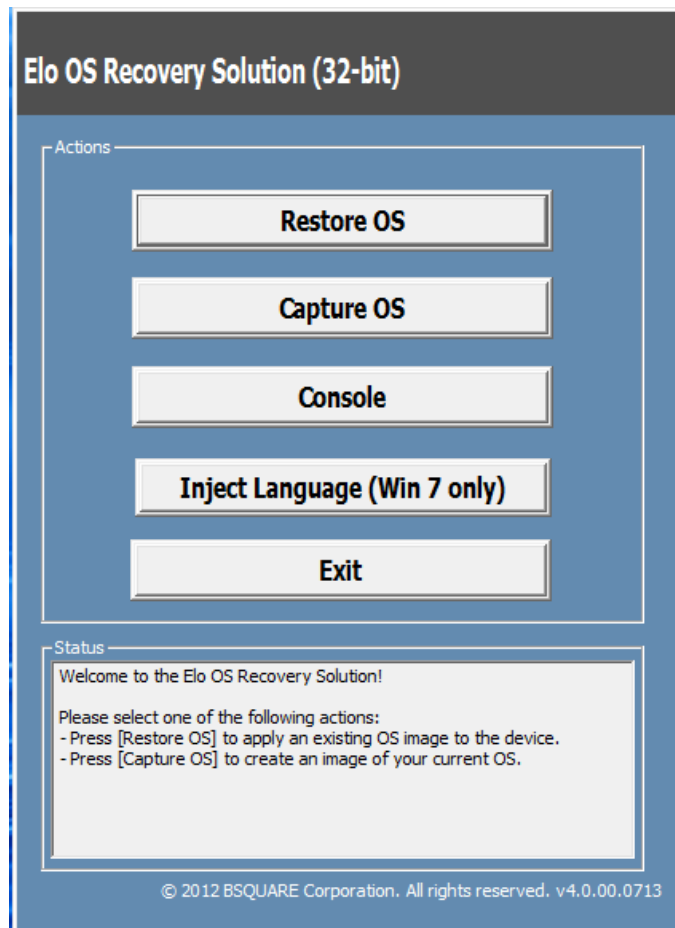 Elo OS Recovery Solution (32-bit)
Actions
Restore OS
Capture OS
Console
Inject Language (Win 7 only)
Exit
Status
Welcome to the Elo OS Recovery Solution!
Please select one of the following actions:
- Press [Restore OS] to apply an existing OS image to the device.
- Press [Capture OS] to create an image of your current OS.
© 2012 BSQUARE Corporation. All rights reserved. v4.0.00.0713